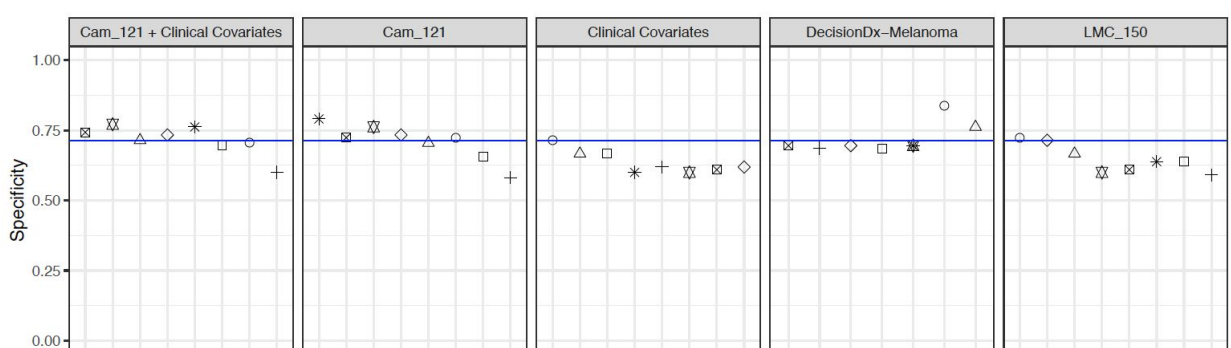 Cam_121 + Clinical Covariates
Cam_121
Clinical Covariates
DecisionDx−Melanoma
LMC_150
Specificity
1.00
0.75
0.50
0.25
0.00